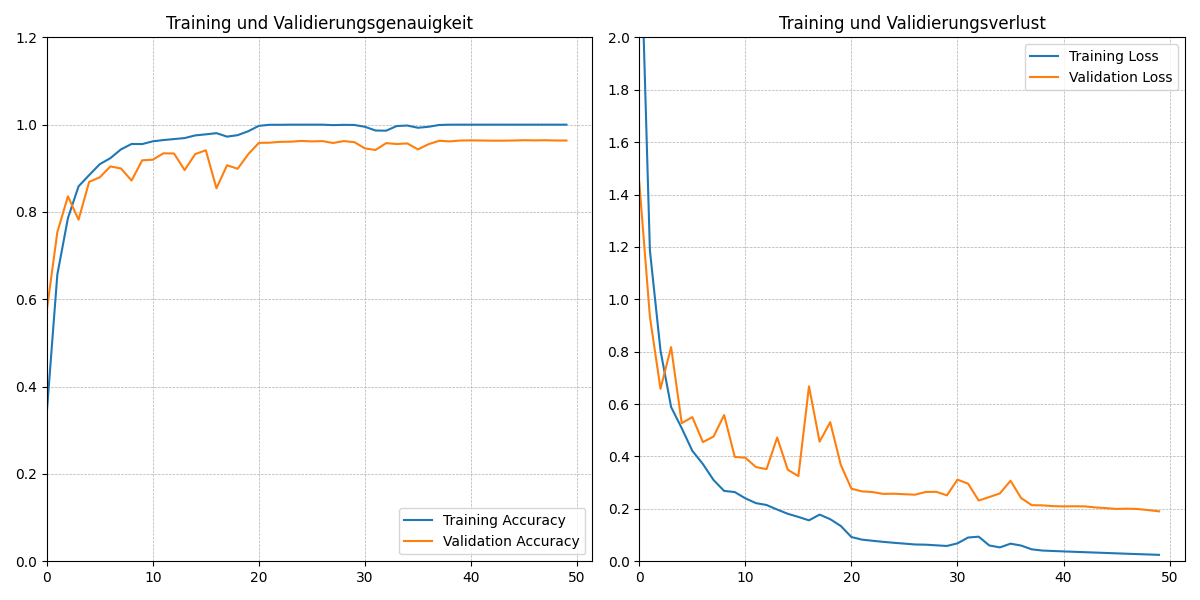 Training und Validierungsgenauigkeit
1.2
1.0
0.8
0.6
0.4
0.2
0.0
0 10 20 30 40 50
Training Accuracy
Validation Accuracy
Training und Validierungsverlust
2.0
1.8
1.6
1.4
1.2
1.0
0.8
0.6
0.4
0.2
0.0
0 10 20 30 40 50
Training Loss
Validation Loss